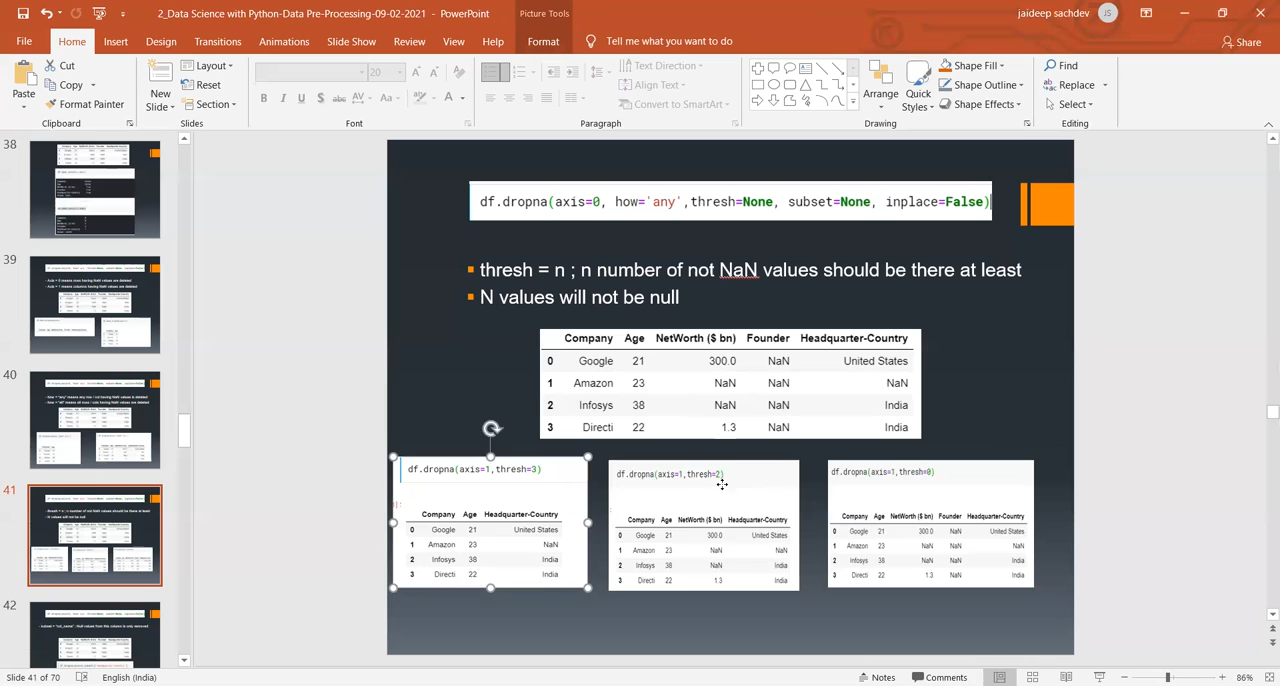 2_Data Science with Python-Data Pre-Processing-09-02-2021 - PowerPoint
Picture Tools
jaideep sachdev
JS
File Home Insert Design Transitions Animations Slide Show Review View Help Format Tell me what you want to do
Share
Paste
Cut
Copy
Format Painter
Clipboard
New Slide
Layout
Reset
Section
Slides
20
Font
Text Direction
Align Text
Convert to SmartArt
Paragraph
Arrange
Quick Styles
Shape Fill
Shape Outline
Shape Effects
Drawing
Find
Replace
Select
Editing
38
39
40
41
42
df.dropna(axis=0, how='any',thresh=None, subset=None, inplace=False)
thresh = n ; n number of not NaN values should be there at least
N values will not be null
Company Age NetWorth ($ bn) Founder Headquarter-Country
0 Google 21 300.0 NaN United States
1 Amazon 23 NaN NaN NaN
2 Infosys 38 NaN NaN India
3 Directi 22 1.3 NaN India
df.dropna(axis=1,thresh=3)
Company Age Headquarter-Country
0 Google 21 United States
1 Amazon 23 NaN
2 Infosys 38 India
3 Directi 22 India
df.dropna(axis=1,thresh=2)
Company Age NetWorth ($ bn) Headquarter-Country
0 Google 21 300.0 United States
1 Amazon 23 NaN NaN
2 Infosys 38 NaN India
3 Directi 22 1.3 India
df.dropna(axis=1,thresh=0)
Company Age NetWorth ($ bn) Founder Headquarter-Country
0 Google 21 300.0 NaN United States
1 Amazon 23 NaN NaN NaN
2 Infosys 38 NaN NaN India
3 Directi 22 1.3 NaN India
Slide 41 of 70
English (India)
Notes
Comments
86%